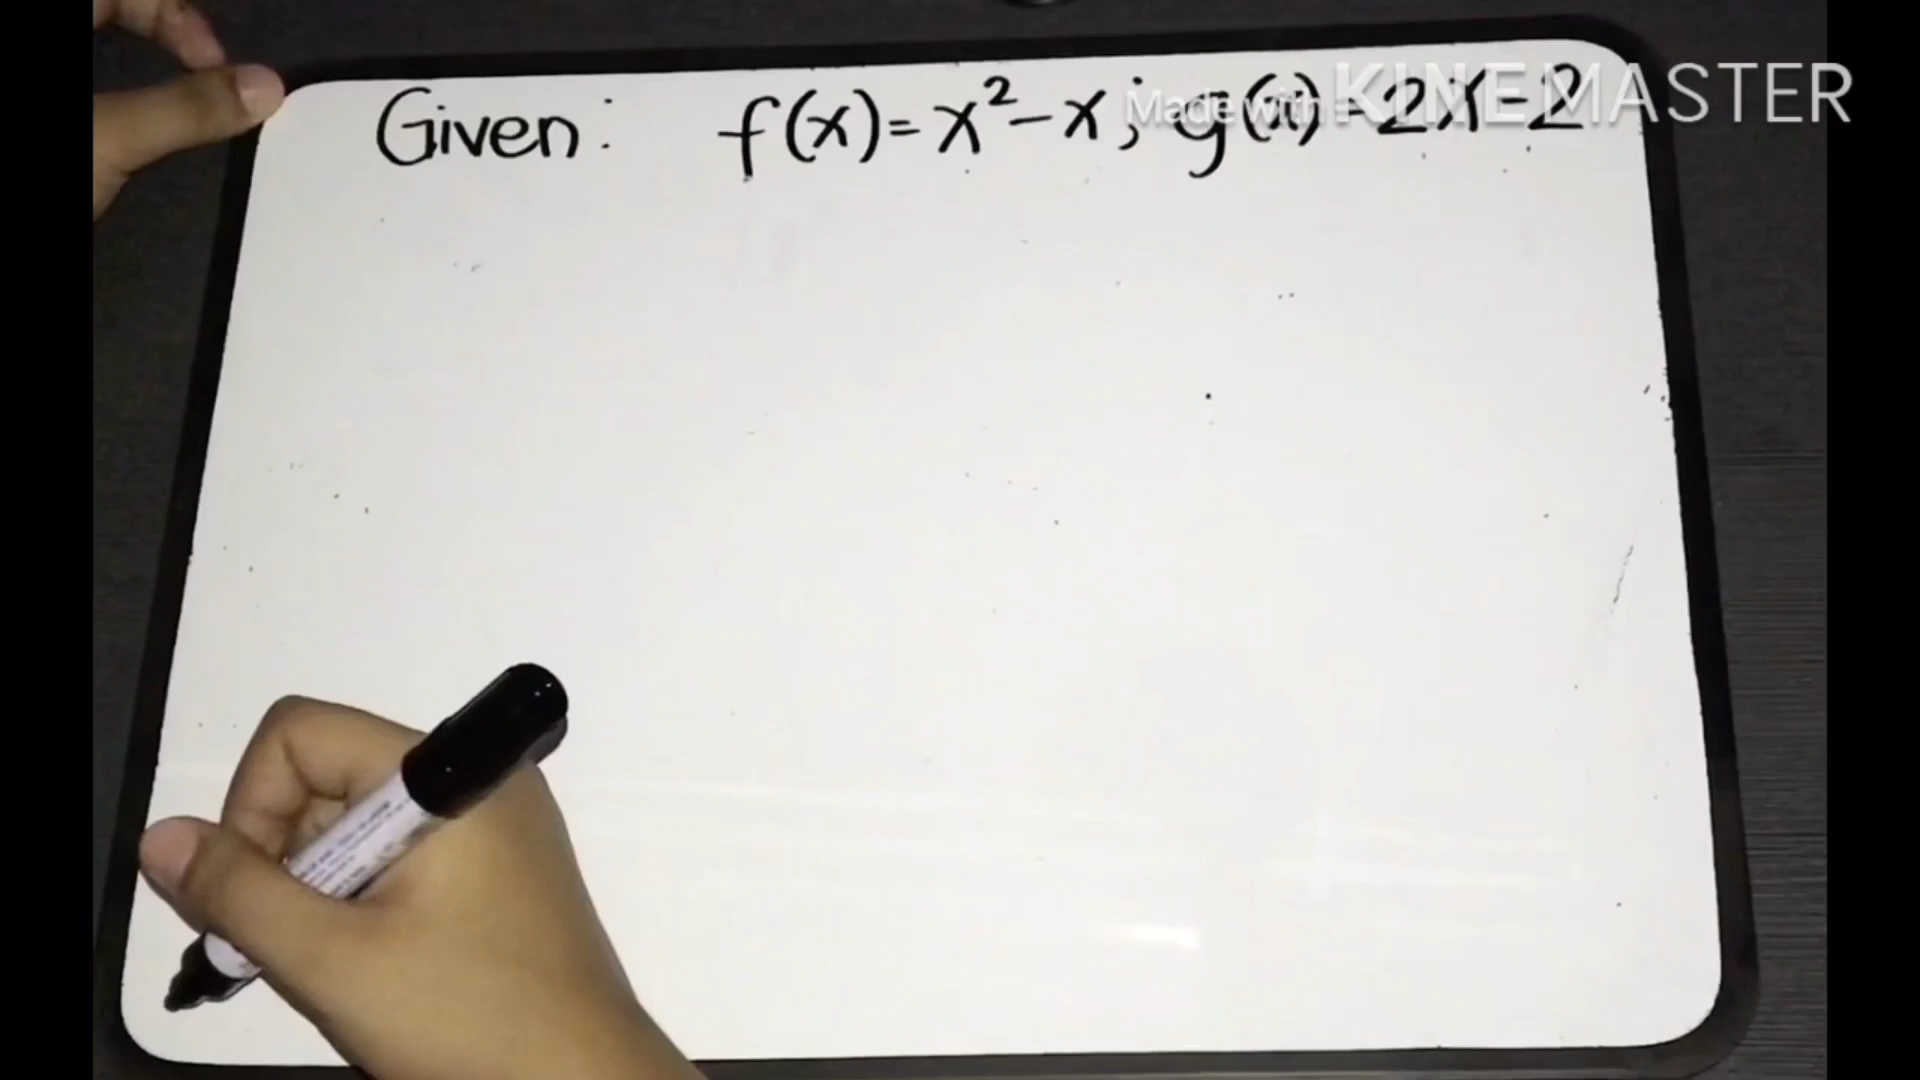 Given: f(x)=x²-x; g(x)=2x-2
Made with KINEMASTER